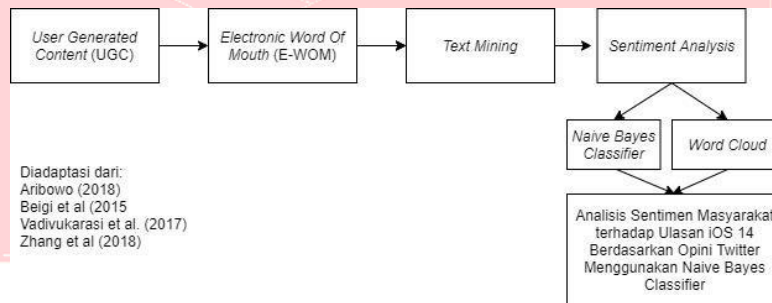 User Generated
Content (UGC)
Electronic Word Of
Mouth (E-WOM)
Text Mining
Sentiment Analysis
Naive Bayes
Classifier
Word Cloud
Diadaptasi dari:
Aribowo (2018)
Beigi et al (2015
Vadivukarasi et al. (2017)
Zhang et al (2018)
Analisis Sentimen Masyarakat
terhadap Ulasan iOS 14
Berdasarkan Opini Twitter
Menggunakan Naive Bayes
Classifier